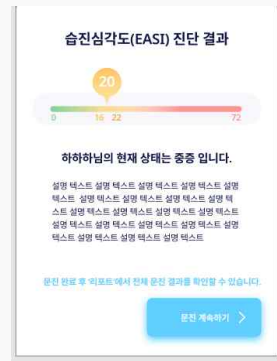 습진심각도(EASI) 진단 결과
20
0 16 22 72
하하하님의 현재 상태는 중증 입니다.
설명 텍스트 설명 텍스트 설명 텍스트 설명 텍스트 설명
텍스트 설명 텍스트 설명 텍스트 설명 텍스트 설명 텍
스트 설명 텍스트 설명 텍스트 설명 텍스트 설명 텍스트
설명 텍스트 설명 텍스트 설명 텍스트 설명 텍스트 설명
텍스트 설명 텍스트 설명 텍스트
문진 완료 후 '리포트'에서 전체 문진 결과를 확인할 수 있습니다.
문진 계속하기 >